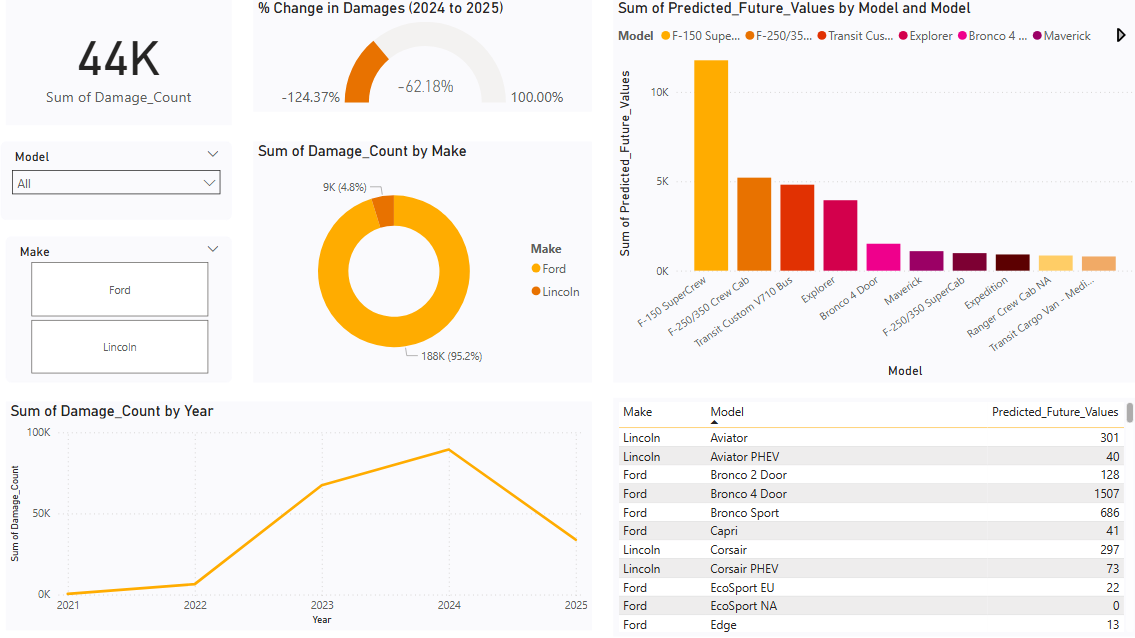 44K
Sum of Damage_Count
% Change in Damages (2024 to 2025)
-124.37%
-62.18%
100.00%
Model
All
Make
Ford
Lincoln
Sum of Damage_Count by Make
9K (4.8%)
188K (95.2%)
Make
Ford
Lincoln
Sum of Predicted_Future_Values by Model and Model
Model F-150 Supe... F-250/35... Transit Cus... Explorer Bronco 4 ... Maverick
Sum of Predicted_Future_Values
10K
5K
0K
F-150 SuperCrew
F-250/350 Crew Cab
Transit Custom V710 Bus
Explorer
Bronco 4 Door
Maverick
F-250/350 SuperCab
Expedition
Ranger Crew Cab NA
Transit Cargo Van - Medi...
Model
Sum of Damage_Count by Year
Sum of Damage_Count
100K
50K
0K
2021 2022 2023 2024 2025
Year
Make Model Predicted_Future_Values
Lincoln Aviator 301
Lincoln Aviator PHEV 40
Ford Bronco 2 Door 128
Ford Bronco 4 Door 1507
Ford Bronco Sport 686
Ford Capri 41
Lincoln Corsair 297
Lincoln Corsair PHEV 73
Ford EcoSport EU 22
Ford EcoSport NA 0
Ford Edge 13